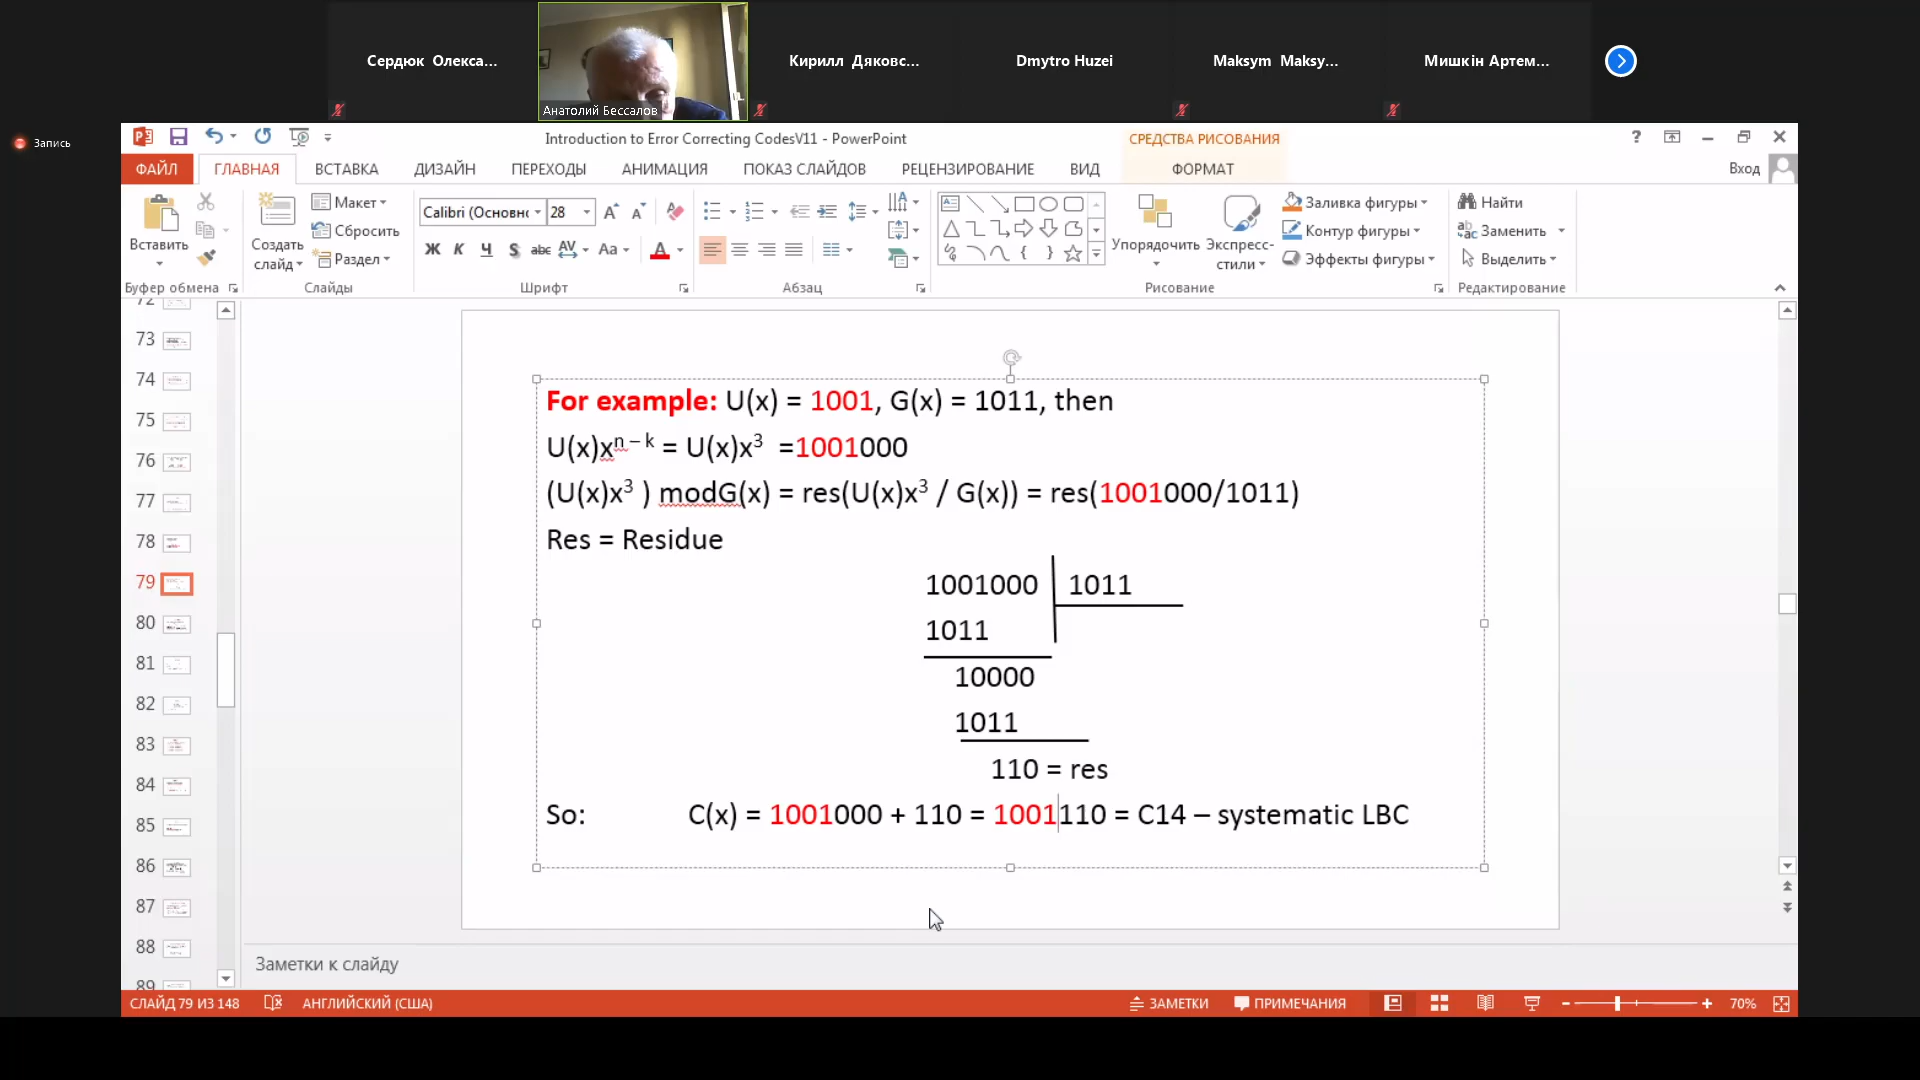 Сердюк Олекса...
Анатолий Бессалов
Кирилл Дяковс...
Dmytro Huzei
Maksym Maksy...
Мишкін Артем...
Запись
Introduction to Error Correcting CodesV11 - PowerPoint
СРЕДСТВА РИСОВАНИЯ
?
ФАЙЛ ГЛАВНАЯ ВСТАВКА ДИЗАЙН ПЕРЕХОДЫ АНИМАЦИЯ ПОКАЗ СЛАЙДОВ РЕЦЕНЗИРОВАНИЕ ВИД ФОРМАТ Вход
Вставить
Буфер обмена
Создать слайд
Макет
Сбросить
Раздел
Слайды
Calibri (Основно 28
Ж К Ч S abc AV Aa A
Шрифт
Абзац
Упорядочить
Экспресс-стили
Заливка фигуры
Контур фигуры
Эффекты фигуры
Рисование
Найти
Заменить
Выделить
Редактирование
72
73
74
75
76
77
78
79
80
81
82
83
84
85
86
87
88
89
For example: U(x) = 1001, G(x) = 1011, then
U(x)xⁿ⁻ᵏ = U(x)x³ =1001000
(U(x)x³ ) modG(x) = res(U(x)x³ / G(x)) = res(1001000/1011)
Res = Residue
1001000 1011
1011
10000
1011
110 = res
So: C(x) = 1001000 + 110 = 1001110 = C14 – systematic LBC
Заметки к слайду
СЛАЙД 79 ИЗ 148 АНГЛИЙСКИЙ (США) ЗАМЕТКИ ПРИМЕЧАНИЯ 70%